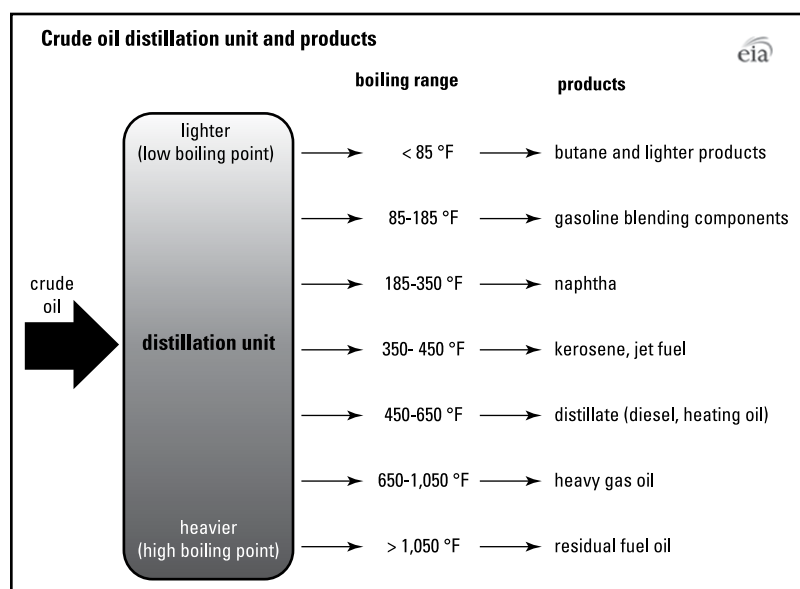 Crude oil distillation unit and products
eia
boiling range
products
lighter
(low boiling point)
< 85 °F
butane and lighter products
85-185 °F
gasoline blending components
crude
oil
185-350 °F
naphtha
distillation unit
350- 450 °F
kerosene, jet fuel
450-650 °F
distillate (diesel, heating oil)
650-1,050 °F
heavy gas oil
heavier
(high boiling point)
> 1,050 °F
residual fuel oil